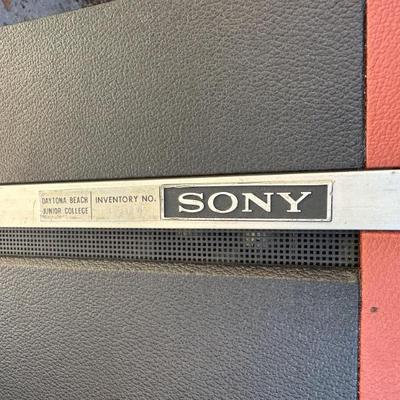 DAYTONA BEACH
JUNIOR COLLEGE
INVENTORY NO.
SONY